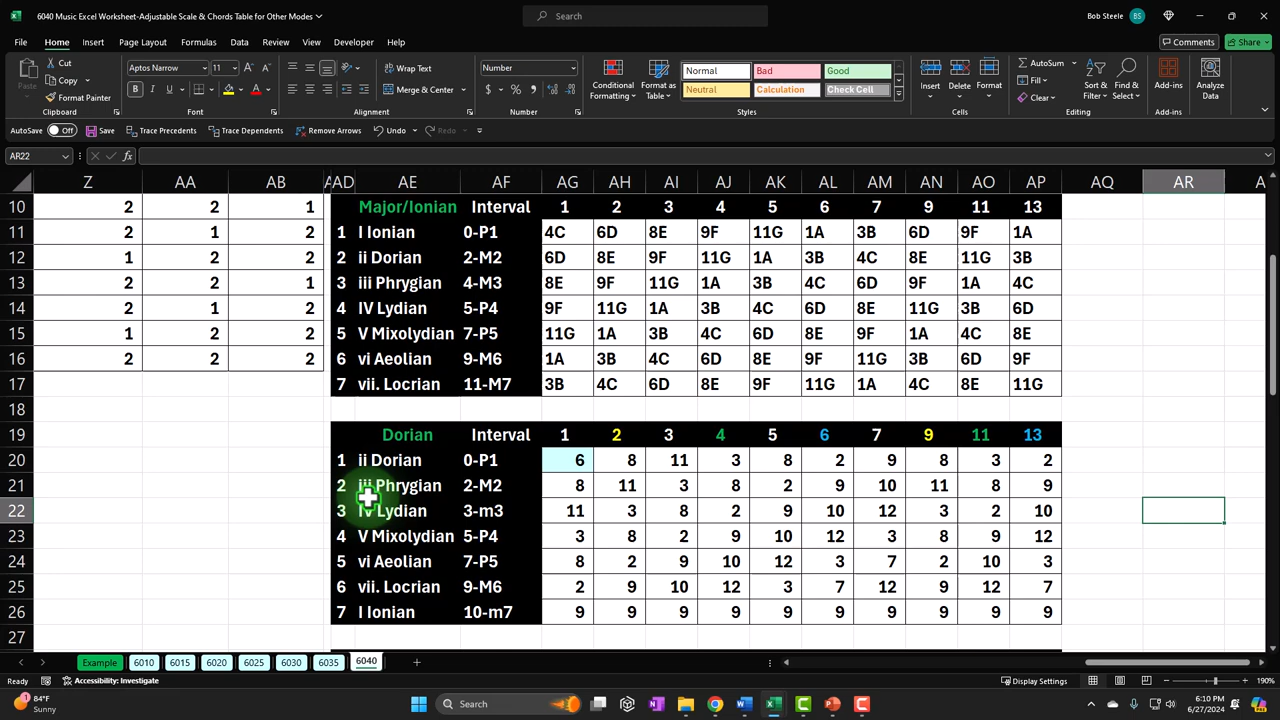 6040 Music Excel Worksheet-Adjustable Scale & Chords Table for Other Modes
Search
Bob Steele
BS
File Home Insert Draw Page Layout Formulas Data Review View Developer Help
Comments
Share
Cut
Copy
Format Painter
Paste
Clipboard
Aptos Narrow
11
B I U
Font
Wrap Text
Merge & Center
Alignment
Number
$ % ,
Number
Conditional Formatting
Format as Table
Normal Bad Good
Neutral Calculation Check Cell
Styles
Insert Delete Format
Cells
AutoSum
Fill
Clear
Sort & Filter
Find & Select
Editing
Add-ins
Add-ins
Analyze Data
AutoSave Off Save Trace Precedents Trace Dependents Remove Arrows Undo Redo
AR22
fx
Z AA AB AD AE AF AG AH AI AJ AK AL AM AN AO AP AQ AR
10 2 2 1 Major/Ionian Interval 1 2 3 4 5 6 7 9 11 13
11 2 1 2 1 I Ionian 0-P1 4C 6D 8E 9F 11G 1A 3B 6D 9F 1A
12 1 2 2 2 ii Dorian 2-M2 6D 8E 9F 11G 1A 3B 4C 8E 11G 3B
13 2 2 1 3 iii Phrygian 4-M3 8E 9F 11G 1A 3B 4C 6D 9F 1A 4C
14 2 1 2 4 IV Lydian 5-P4 9F 11G 1A 3B 4C 6D 8E 11G 3B 6D
15 1 2 2 5 V Mixolydian 7-P5 11G 1A 3B 4C 6D 8E 9F 1A 4C 8E
16 2 2 2 6 vi Aeolian 9-M6 1A 3B 4C 6D 8E 9F 11G 3B 6D 9F
17 7 vii. Locrian 11-M7 3B 4C 6D 8E 9F 11G 1A 4C 8E 11G
18
19 Dorian Interval 1 2 3 4 5 6 7 9 11 13
20 1 ii Dorian 0-P1 6 8 11 3 8 2 9 8 3 2
21 2 iii Phrygian 2-M2 8 11 3 8 2 9 10 11 8 9
22 3 IV Lydian 3-m3 11 3 8 2 9 10 12 3 2 10
23 4 V Mixolydian 5-P4 3 8 2 9 10 12 3 8 9 12
24 5 vi Aeolian 7-P5 8 2 9 10 12 3 7 2 10 3
25 6 vii. Locrian 9-M6 2 9 10 12 3 7 12 9 12 7
26 7 I Ionian 10-m7 9 9 9 9 9 9 9 9 9 9
27
Example 6010 6015 6020 6025 6030 6035 6040
Ready
Accessibility: Investigate
Display Settings
190%
84°F
Sunny
Search
6:10 PM
6/27/2024